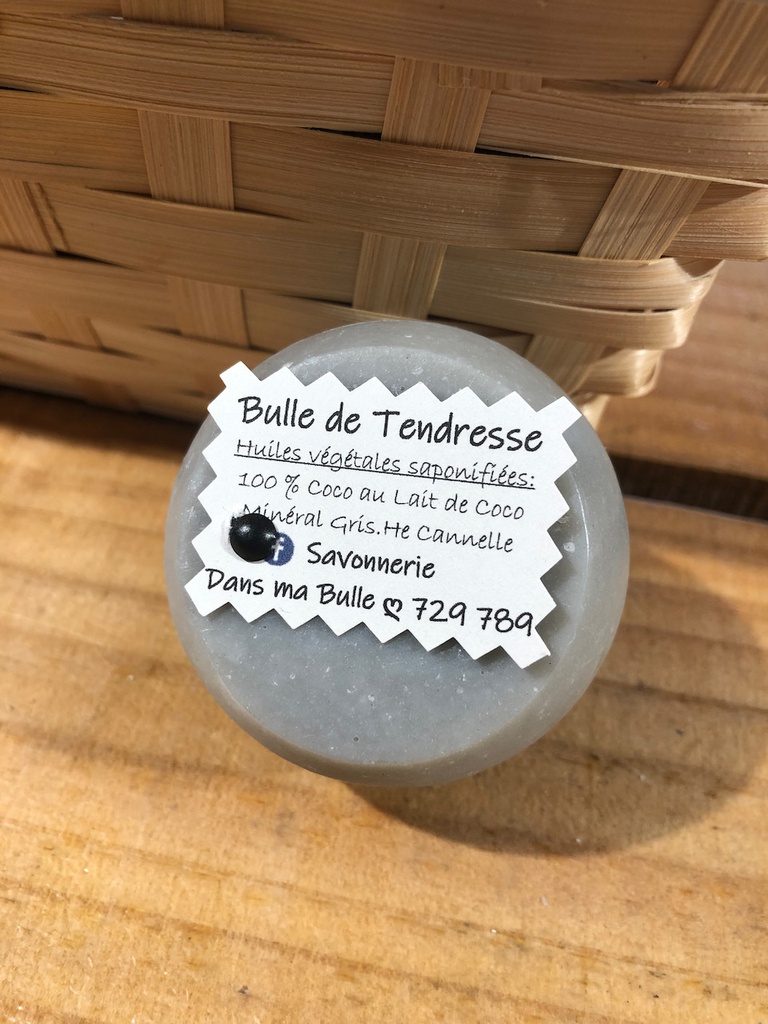 Bulle de Tendresse
Huiles végétales saponifiées:
100 % Coco au Lait de Coco
Minéral Gris.He Cannelle
f Savonnerie
Dans ma Bulle ღ 729 789